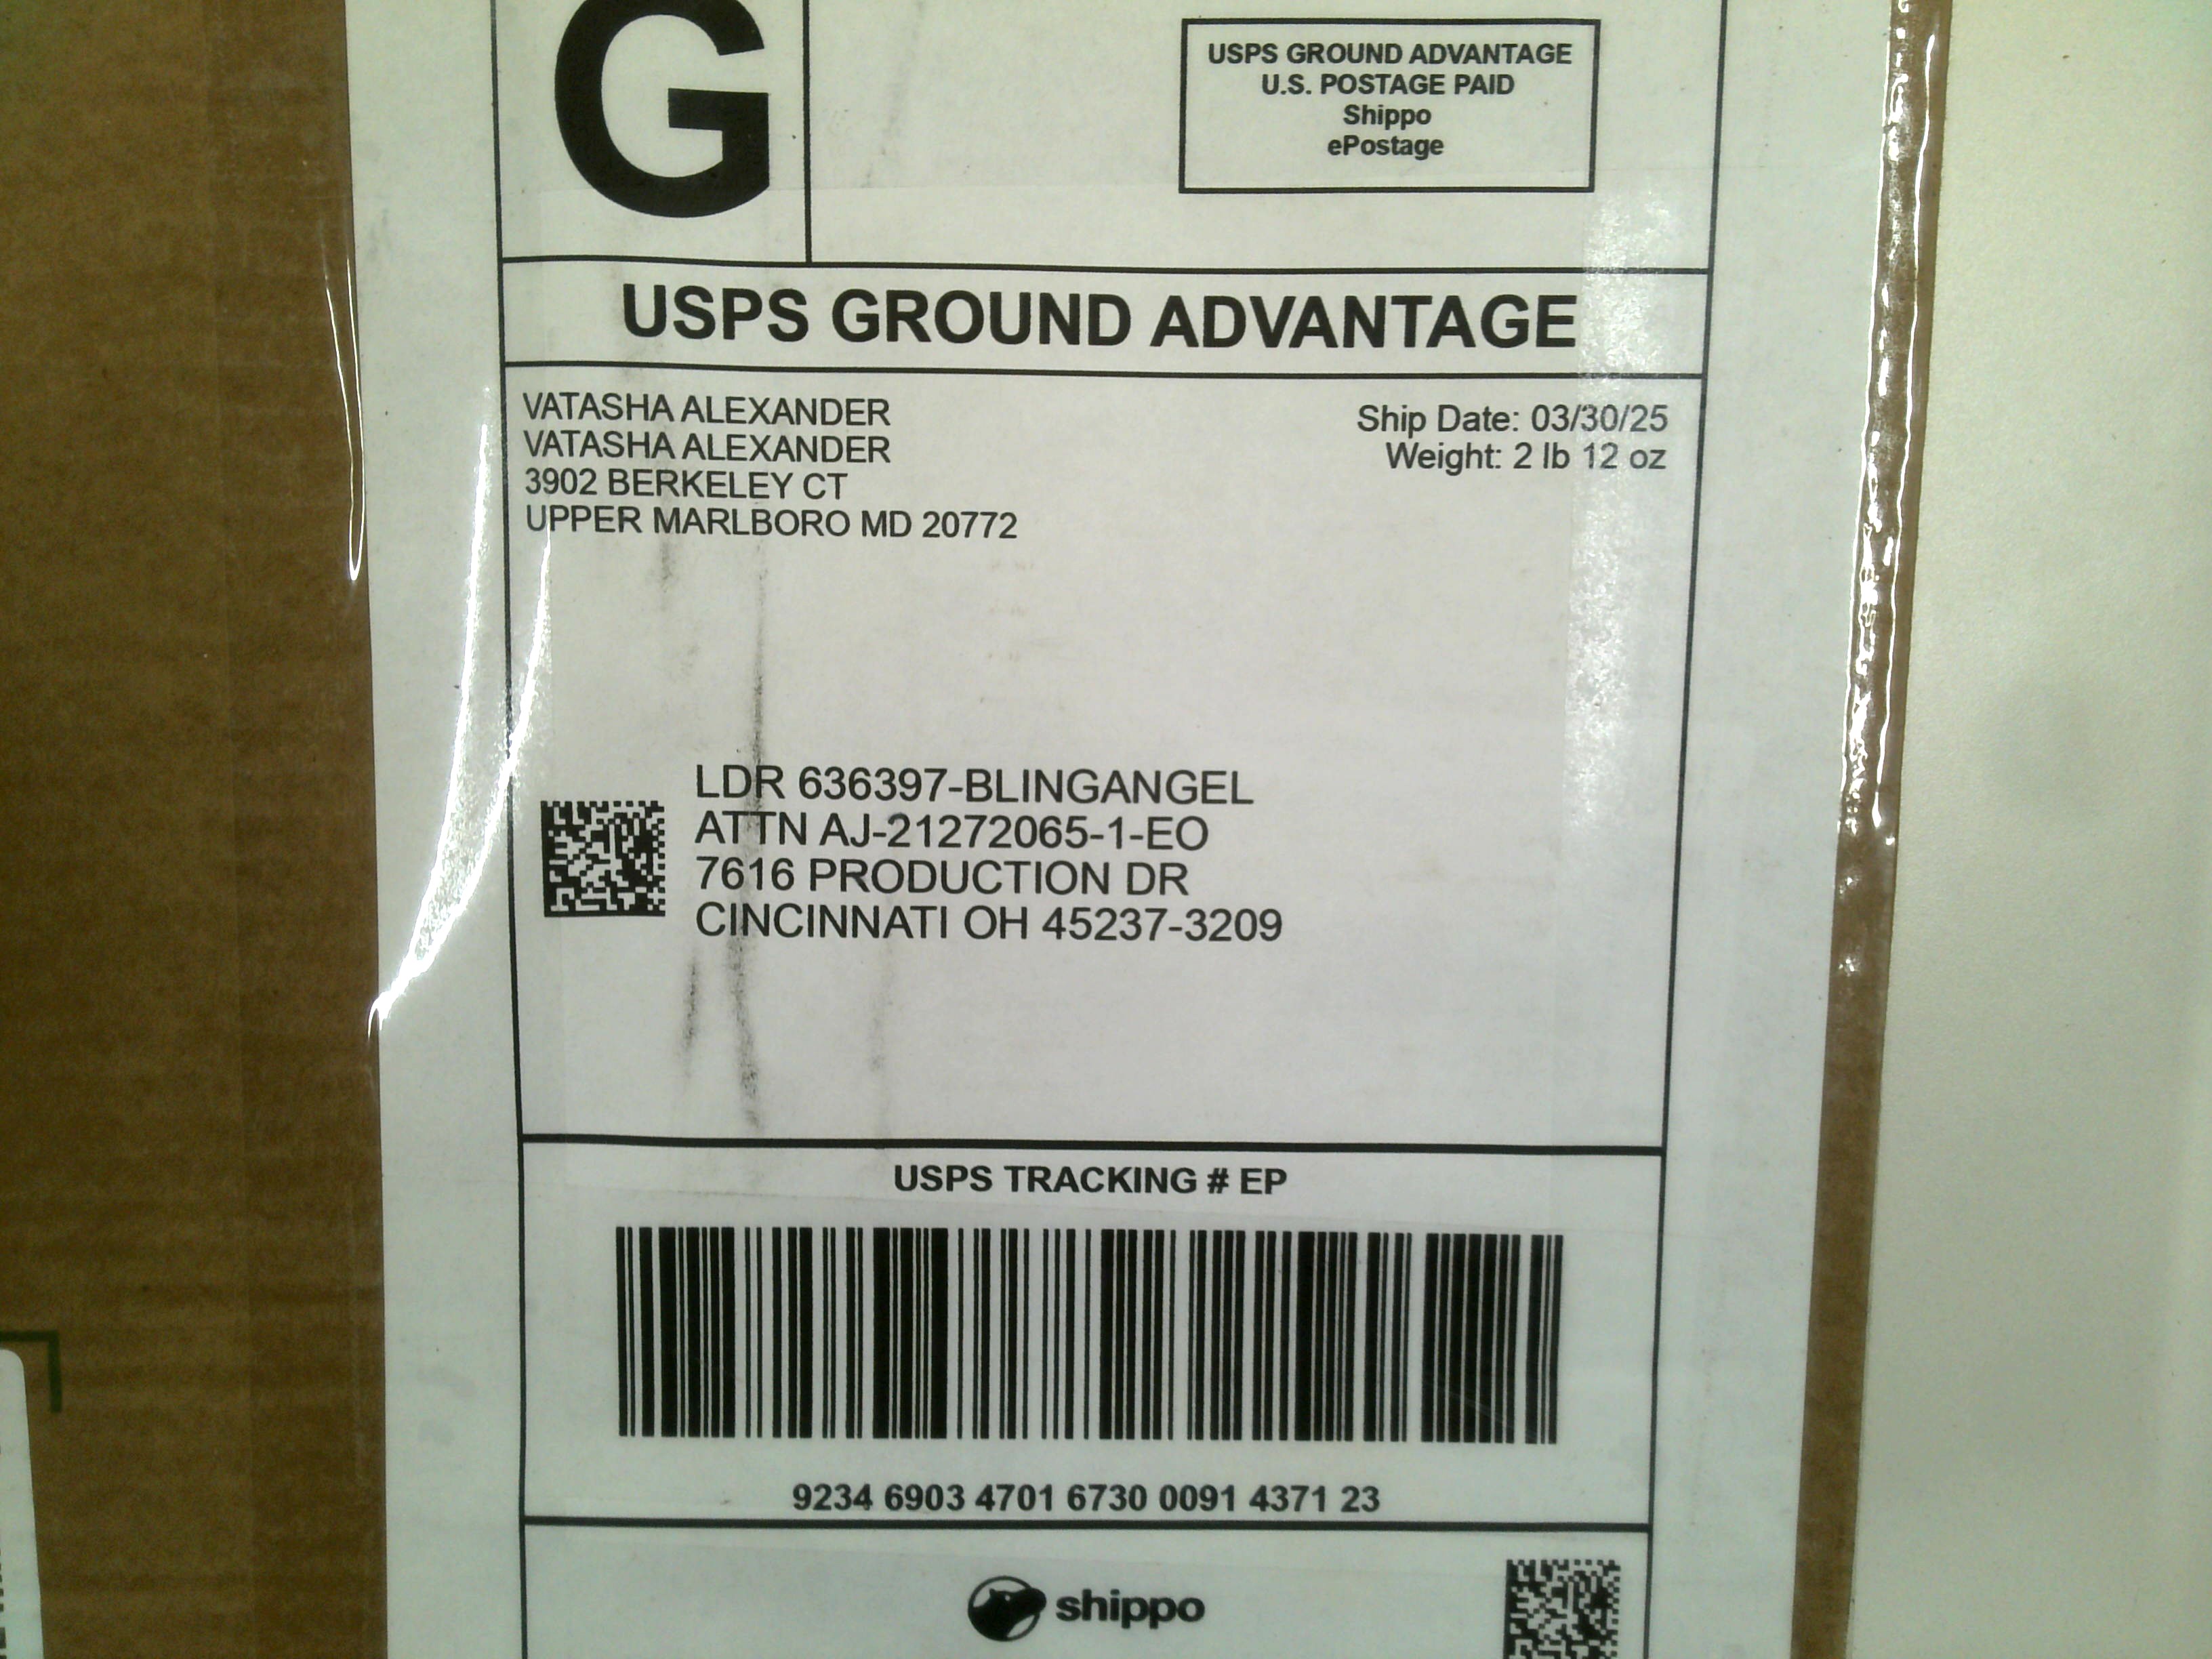 G
USPS GROUND ADVANTAGE
U.S. POSTAGE PAID
Shippo
ePostage
USPS GROUND ADVANTAGE
VATASHA ALEXANDER
VATASHA ALEXANDER
3902 BERKELEY CT
UPPER MARLBORO MD 20772
Ship Date: 03/30/25
Weight: 2 lb 12 oz
LDR 636397-BLINGANGEL
ATTN AJ-21272065-1-EO
7616 PRODUCTION DR
CINCINNATI OH 45237-3209
USPS TRACKING # EP
9234 6903 4701 6730 0091 4371 23
shippo